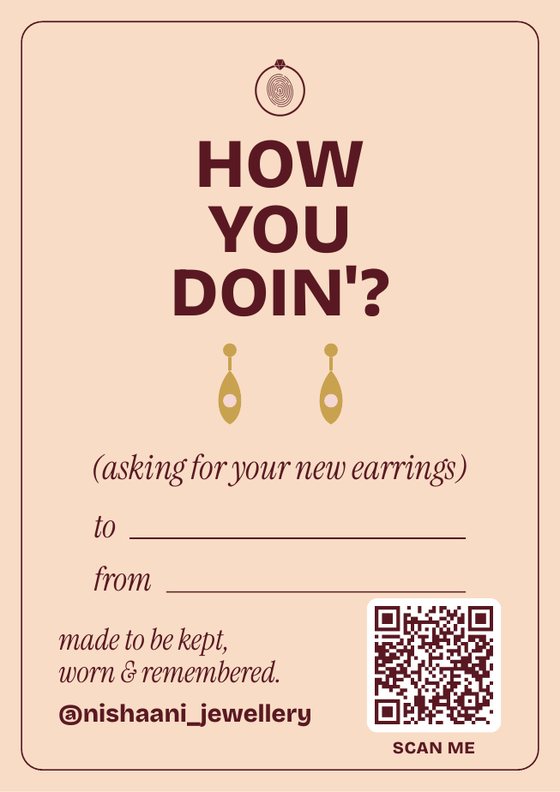 HOW
YOU
DOIN'?
(asking for your new earrings)
to
from
made to be kept,
worn & remembered.
@nishaani_jewellery
SCAN ME